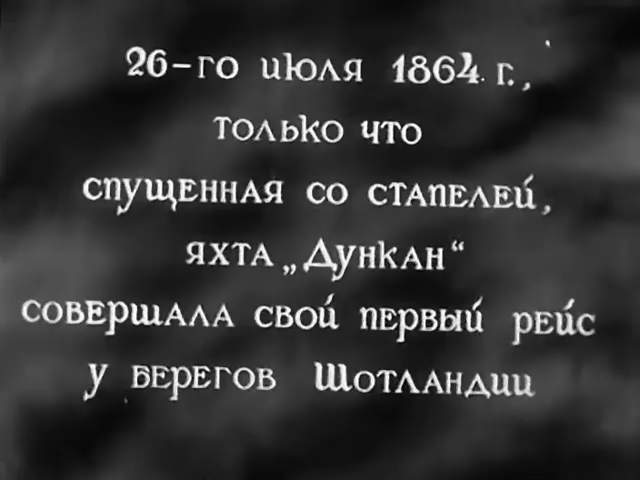 26-го июля 1864 г.,
только что
спущенная со стапелей,
яхта „Дункан“
совершала свой первый рейс
у берегов Шотландии